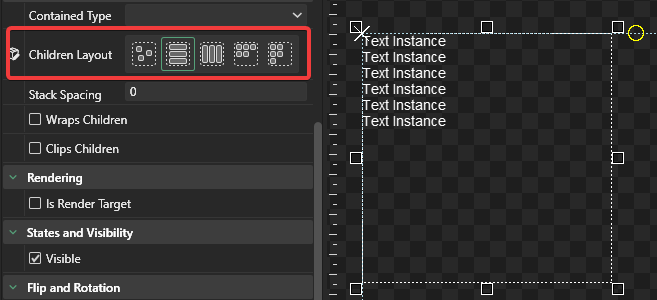 Contained Type
Children Layout
Stack Spacing 0
Wraps Children
Clips Children
Rendering
Is Render Target
States and Visibility
Visible
Flip and Rotation
Text Instance
Text Instance
Text Instance
Text Instance
Text Instance
Text Instance